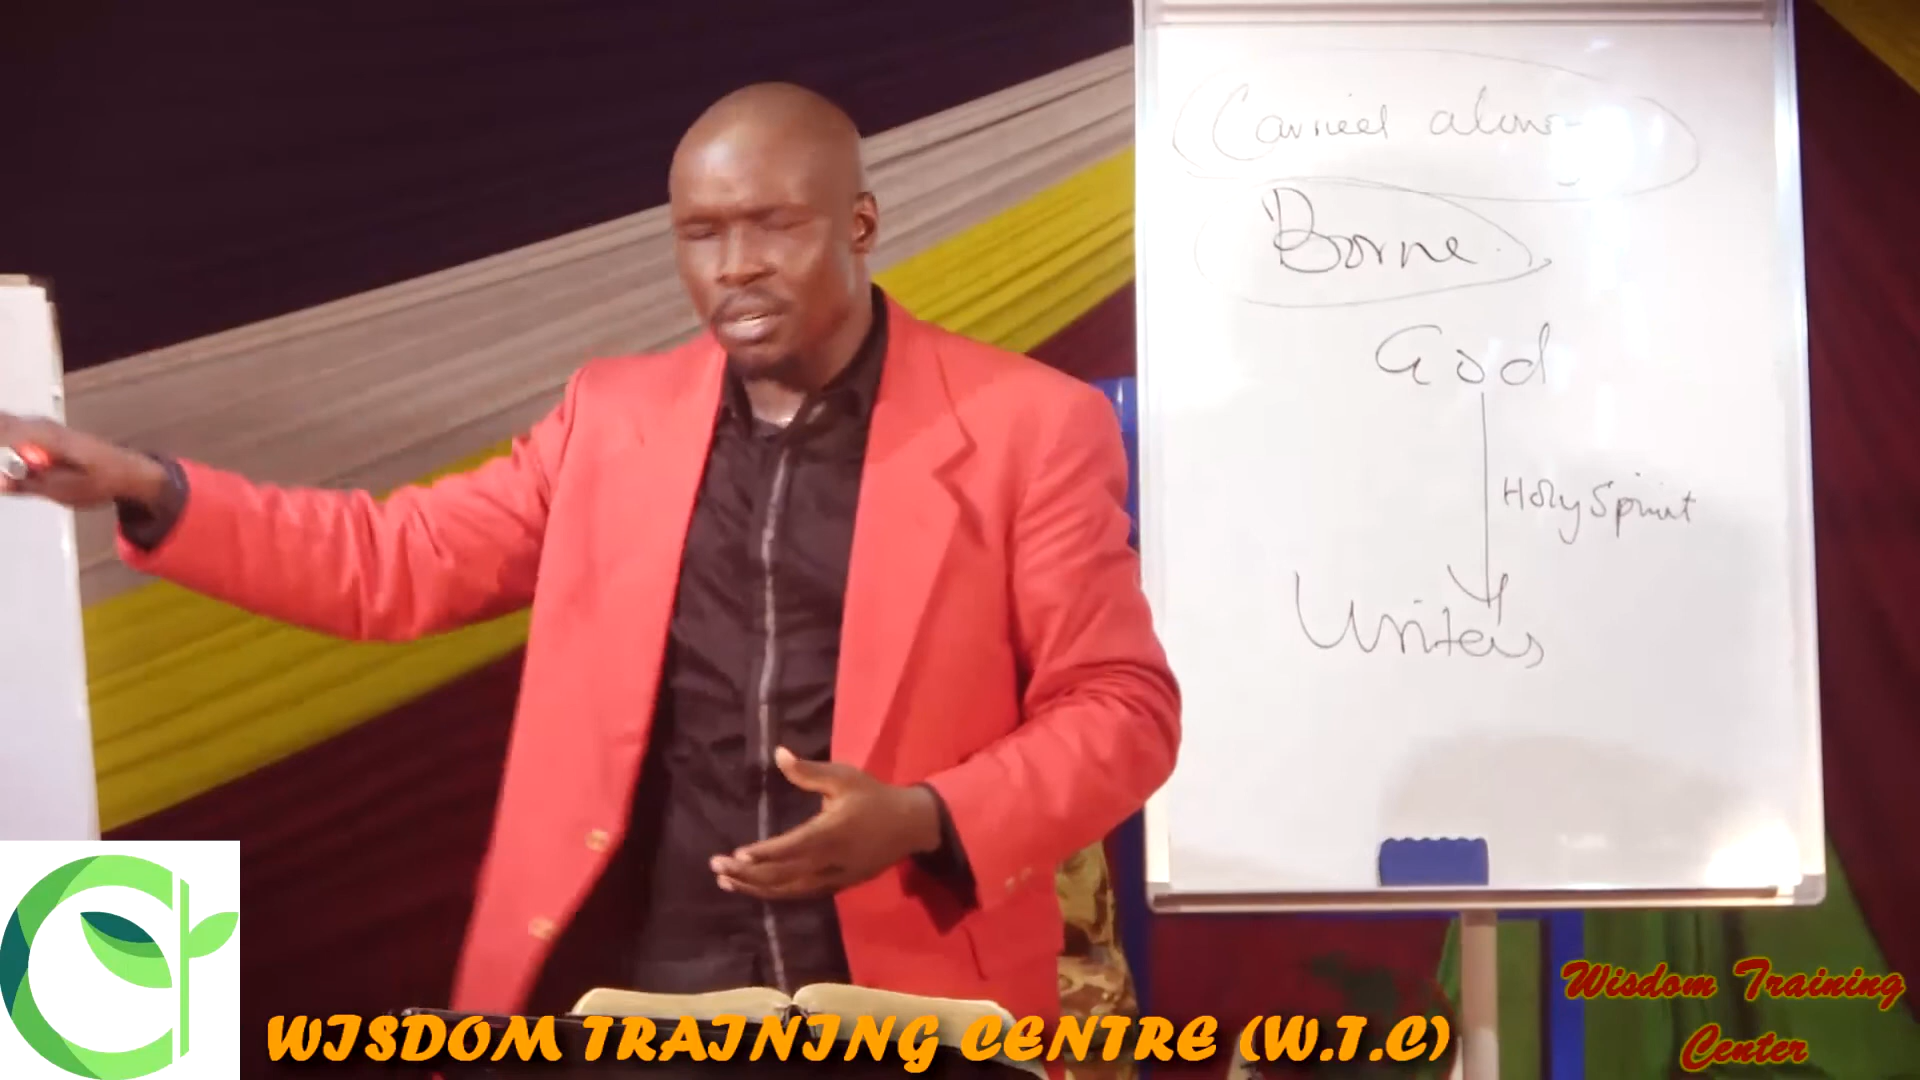 Carried along
Borne
God
Holy Spirit
Writers
WISDOM TRAINING CENTRE (W.T.C)
Wisdom Training
Center